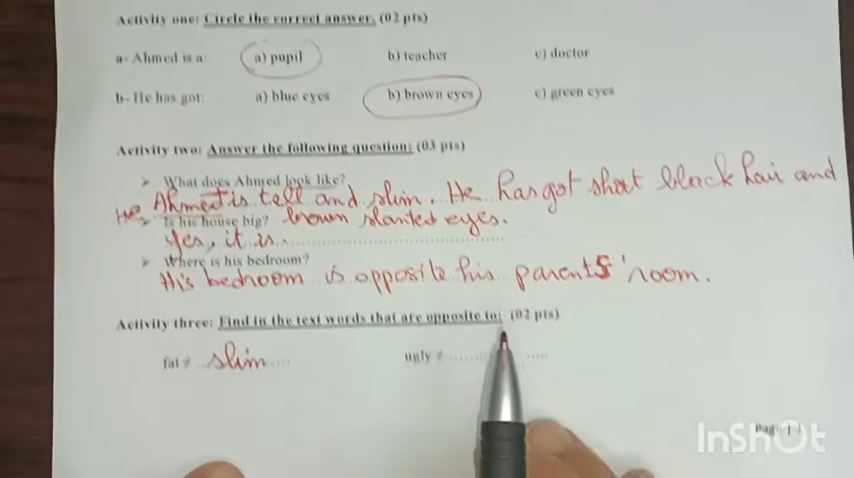 Activity one: Circle the correct answer. (02 pts)
a- Ahmed is a: a) pupil b) teacher c) doctor
b- He has got: a) blue eyes b) brown eyes c) green eyes
Activity two: Answer the following question: (03 pts)
➤ What does Ahmed look like?
He Ahmed is tall and slim. He has got short black hair and
➤ Is his house big? brown slanted eyes.
Yes, it is..............................
➤ Where is his bedroom?
His bedroom is opposite his parents' room.
Activity three: Find in the text words that are opposite to: (02 pts)
fat ≠ ..slim.... ugly ≠ ..............
Page | 2
InShOt